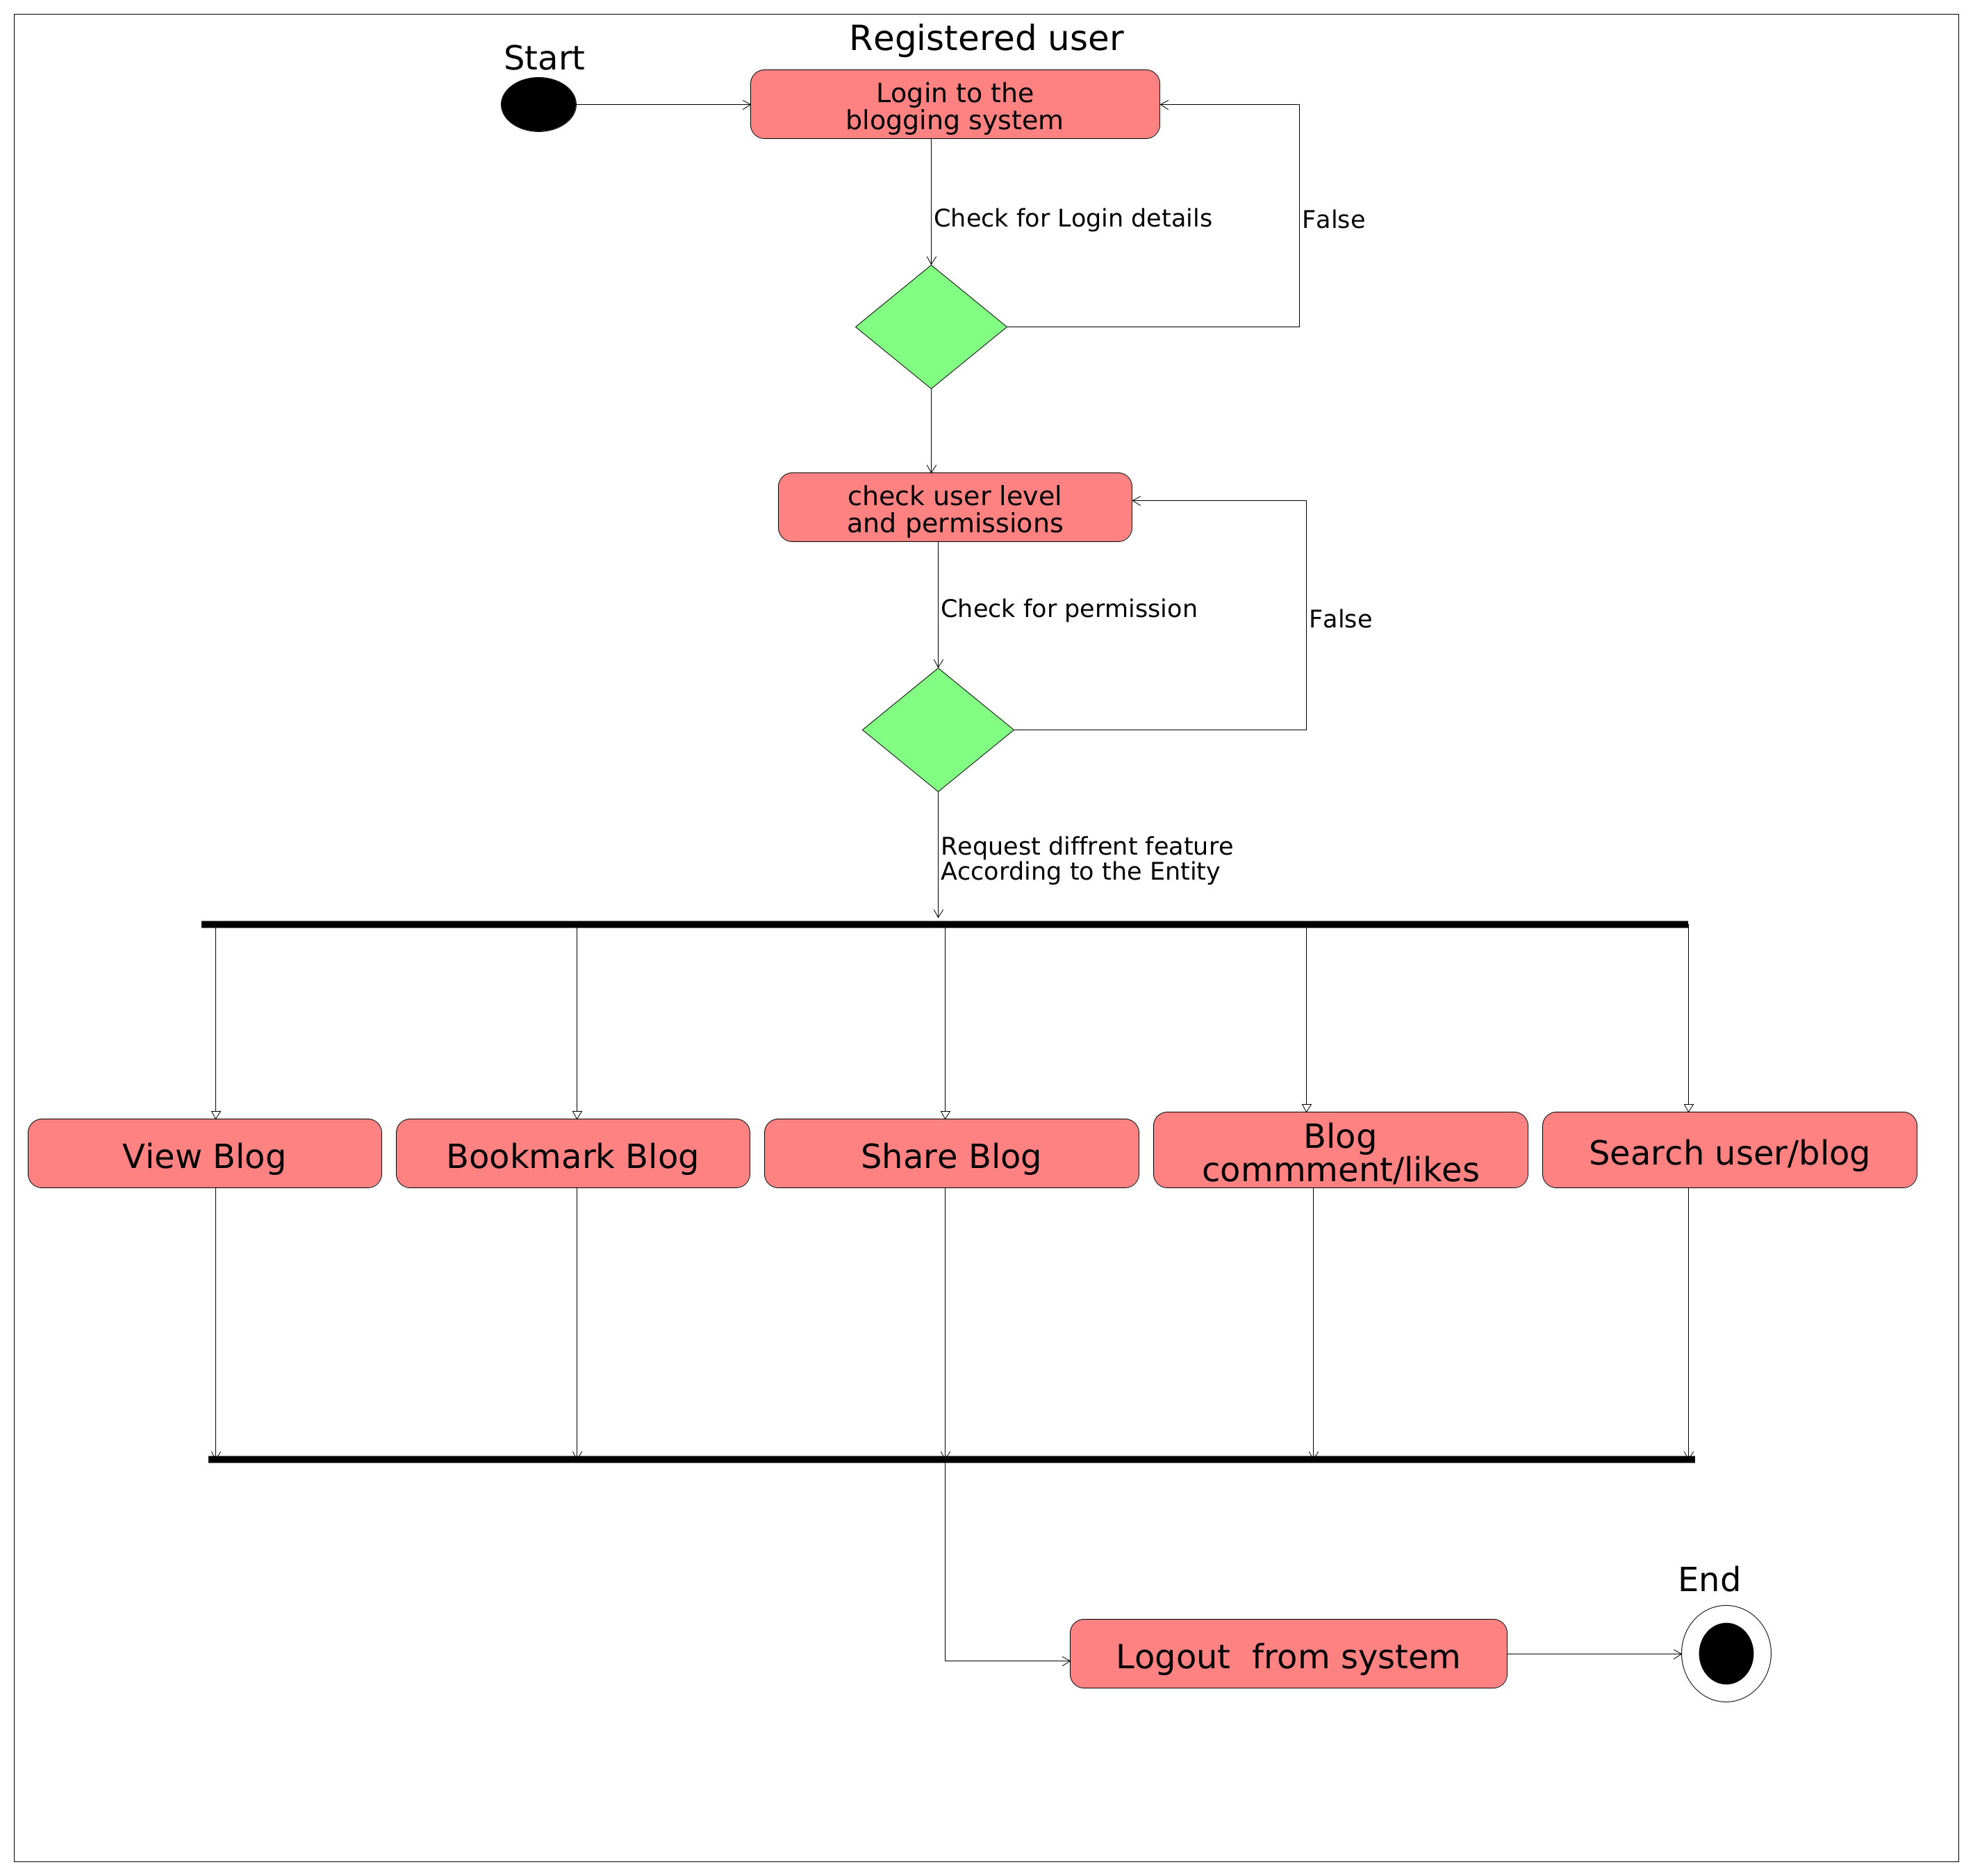 Registered user
Start
Login to the
blogging system
Check for Login details
False
check user level
and permissions
Check for permission
False
Request diffrent feature
According to the Entity
View Blog
Bookmark Blog
Share Blog
Blog
commment/likes
Search user/blog
End
Logout  from system